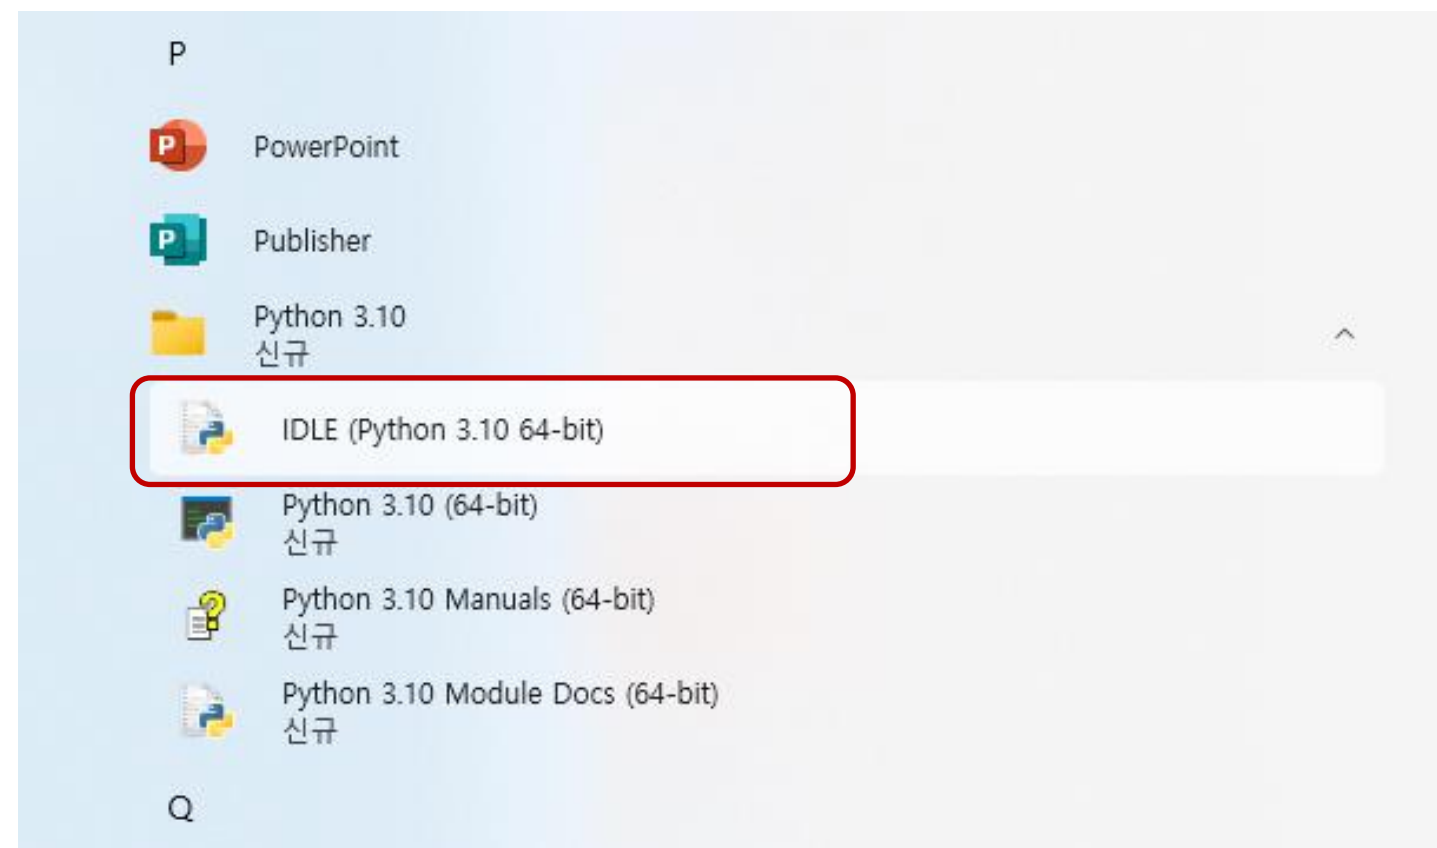 P
PowerPoint
Publisher
Python 3.10
신규
IDLE (Python 3.10 64-bit)
Python 3.10 (64-bit)
신규
Python 3.10 Manuals (64-bit)
신규
Python 3.10 Module Docs (64-bit)
신규
Q